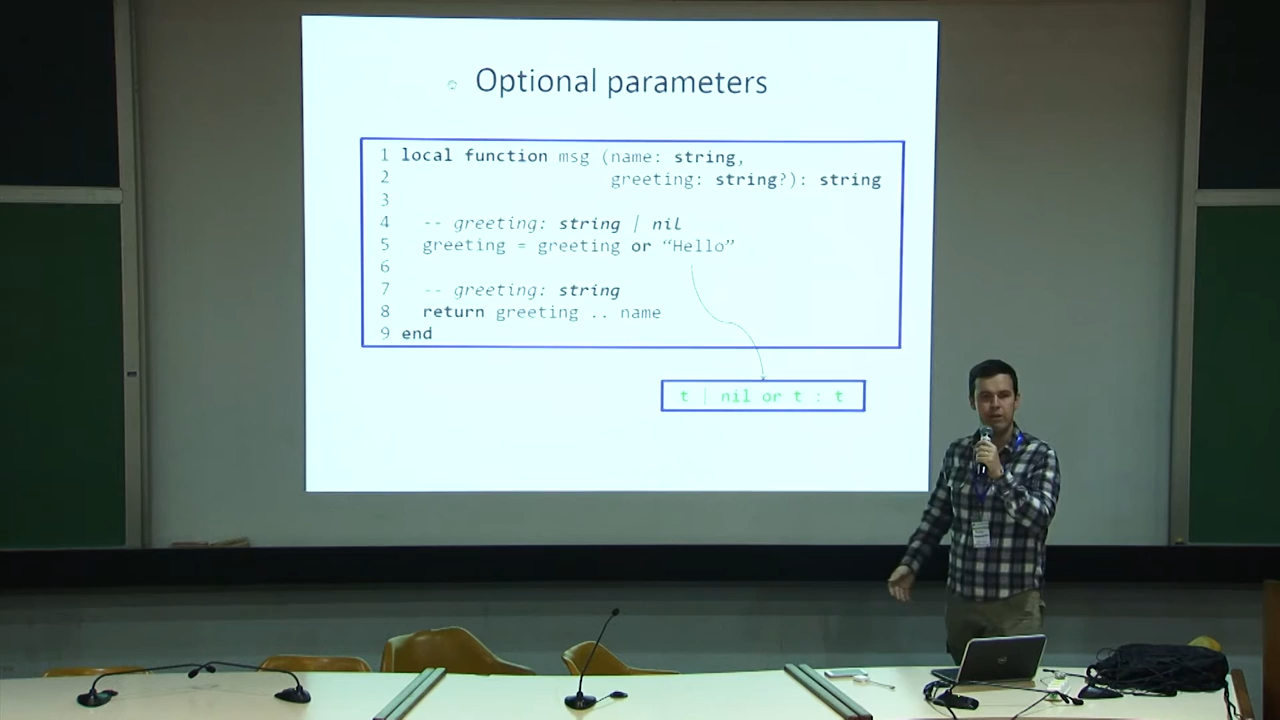 Optional parameters
1 local function msg (name: string,
2 greeting: string?): string
3
4 -- greeting: string | nil
5 greeting = greeting or “Hello”
6
7 -- greeting: string
8 return greeting .. name
9 end
t | nil or t : t